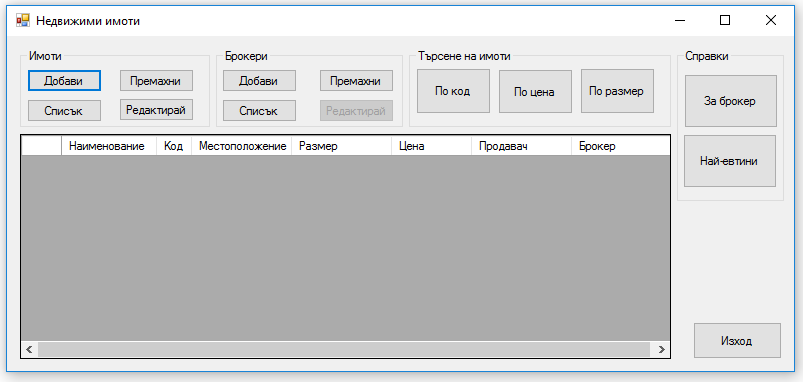 Недвижими имоти
Имоти
Брокери
Търсене на имоти
Справки
Добави
Премахни
Списък
Редактирай
Добави
Премахни
Списък
Редактирай
По код
По цена
По размер
За брокер
Най-евтини
Наименование Код Местоположение Размер Цена Продавач Брокер
Изход